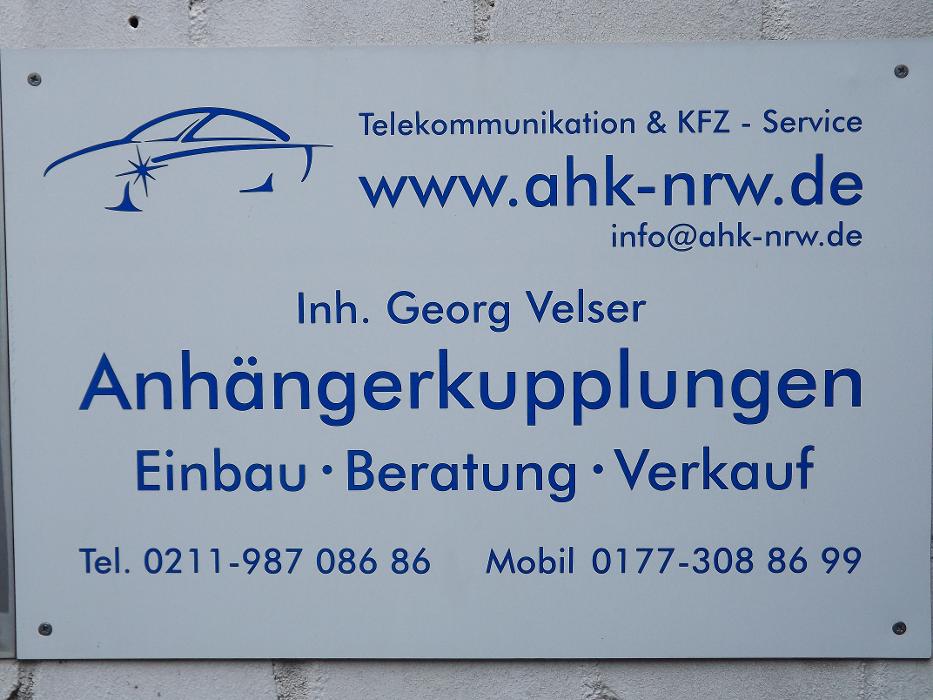 Telekommunikation & KFZ - Service
www.ahk-nrw.de
info@ahk-nrw.de
Inh. Georg Velser
Anhängerkupplungen
Einbau · Beratung · Verkauf
Tel. 0211-987 086 86 Mobil 0177-308 86 99